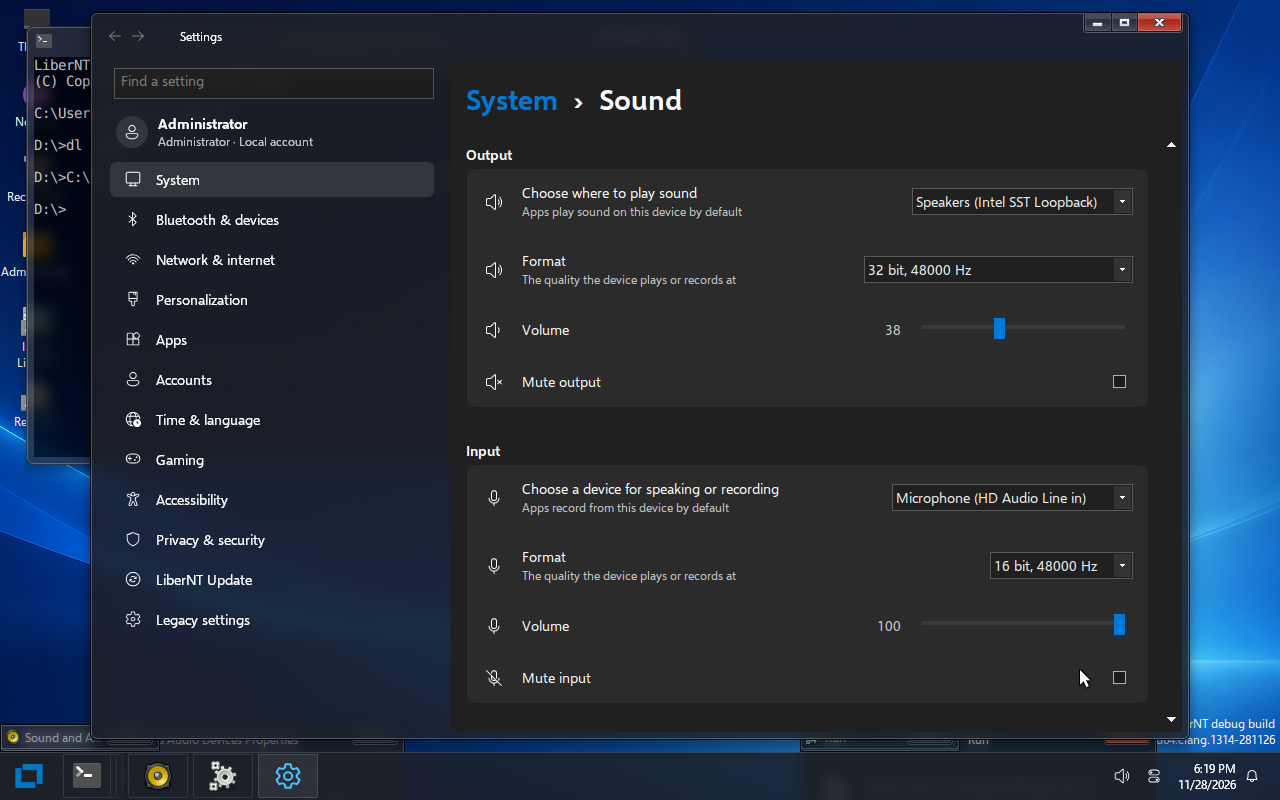 Settings
LiberNT
(C) Cop
C:\User
D:\>dl
D:\>C:\
D:\>
Rec
Adm
Li
Re
Find a setting
Administrator
Administrator · Local account
System
Bluetooth & devices
Network & internet
Personalization
Apps
Accounts
Time & language
Gaming
Accessibility
Privacy & security
LiberNT Update
Legacy settings
System › Sound
Output
Choose where to play sound
Apps play sound on this device by default
Speakers (Intel SST Loopback)
Format
The quality the device plays or records at
32 bit, 48000 Hz
Volume
38
Mute output
Input
Choose a device for speaking or recording
Apps record from this device by default
Microphone (HD Audio Line in)
Format
The quality the device plays or records at
16 bit, 48000 Hz
Volume
100
Mute input
Sound and A...
Audio Devices Properties
Run
rNT debug build
d64.clang.1314-281126
6:19 PM
11/28/2026